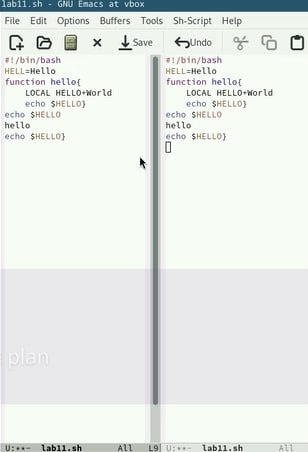 lab11.sh - GNU Emacs at vbox
File Edit Options Buffers Tools Sh-Script Help
Save Undo
#!/bin/bash
HELL=Hello
function hello{
    LOCAL HELLO+World
    echo $HELLO}
echo $HELLO
hello
echo $HELLO}
#!/bin/bash
HELL=Hello
function hello{
    LOCAL HELLO+World
    echo $HELLO}
echo $HELLO
hello
echo $HELLO}
plan
U:**- lab11.sh All L9
U:**- lab11.sh All